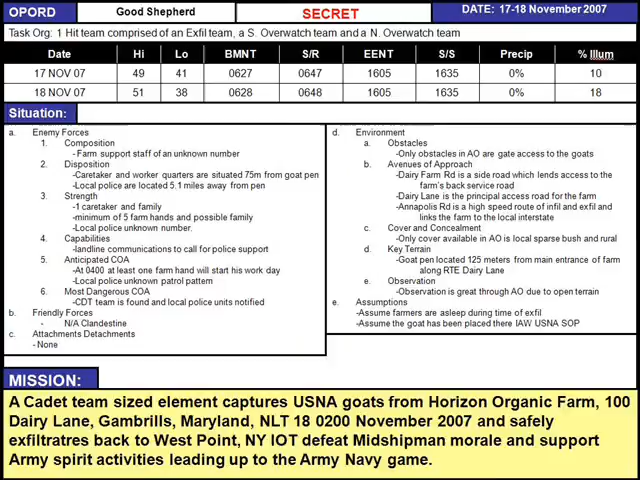 OPORD
Good Shepherd
SECRET
DATE: 17-18 November 2007
Task Org: 1 Hit team comprised of an Exfil team, a S. Overwatch team and a N. Overwatch team
Date Hi Lo BMNT S/R EENT S/S Precip % Illum
17 NOV 07 49 41 0627 0647 1605 1635 0% 10
18 NOV 07 51 38 0628 0648 1605 1635 0% 18
Situation:
a. Enemy Forces
1. Composition
- Farm support staff of an unknown number
2. Disposition
-Caretaker and worker quarters are situated 75m from goat pen
-Local police are located 5.1 miles away from pen
3. Strength
-1 caretaker and family
-minimum of 5 farm hands and possible family
-Local police unknown number.
4. Capabilities
-landline communications to call for police support
5. Anticipated COA
-At 0400 at least one farm hand will start his work day
-Local police unknown patrol pattern
6. Most Dangerous COA
-CDT team is found and local police units notified
b. Friendly Forces
- N/A Clandestine
c. Attachments Detachments
- None
d. Environment
a. Obstacles
-Only obstacles in AO are gate access to the goats
b. Avenues of Approach
-Dairy Farm Rd is a side road which lends access to the
farm's back service road
-Dairy Lane is the principal access road for the farm
-Annapolis Rd is a high speed route of infil and exfil and
links the farm to the local interstate
c. Cover and Concealment
-Only cover available in AO is local sparse bush and rural
d. Key Terrain
-Goat pen located 125 meters from main entrance of farm
along RTE Dairy Lane
e. Observation
-Observation is great through AO due to open terrain
e. Assumptions
-Assume farmers are asleep during time of exfil
-Assume the goat has been placed there IAW USNA SOP
MISSION:
A Cadet team sized element captures USNA goats from Horizon Organic Farm, 100
Dairy Lane, Gambrills, Maryland, NLT 18 0200 November 2007 and safely
exfiltrates back to West Point, NY IOT defeat Midshipman morale and support
Army spirit activities leading up to the Army Navy game.